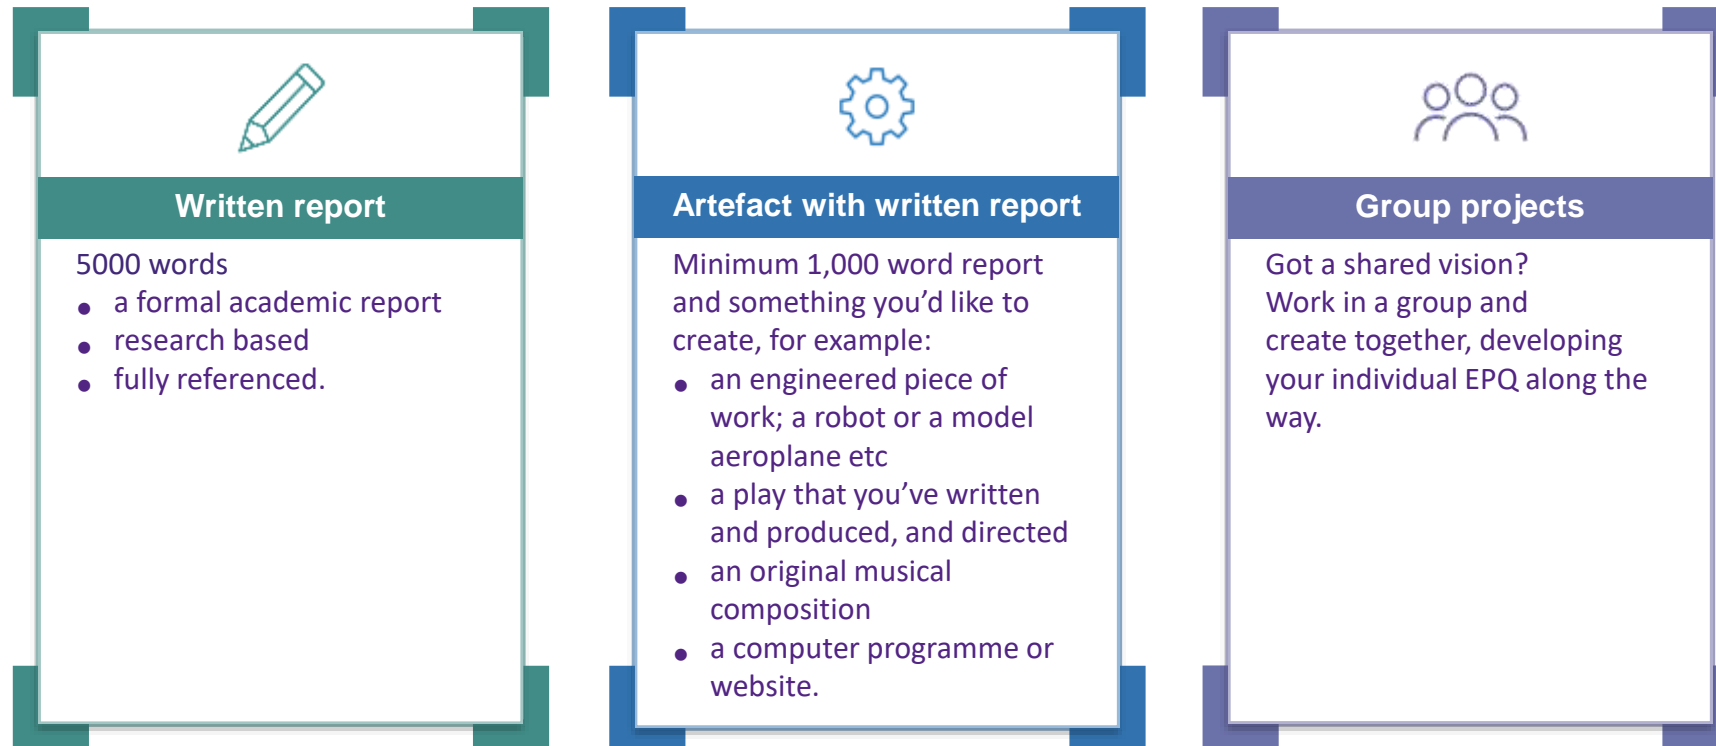 Written report
5000 words
• a formal academic report
• research based
• fully referenced.
Artefact with written report
Minimum 1,000 word report
and something you’d like to
create, for example:
• an engineered piece of
work; a robot or a model
aeroplane etc
• a play that you’ve written
and produced, and directed
• an original musical
composition
• a computer programme or
website.
Group projects
Got a shared vision?
Work in a group and
create together, developing
your individual EPQ along the
way.